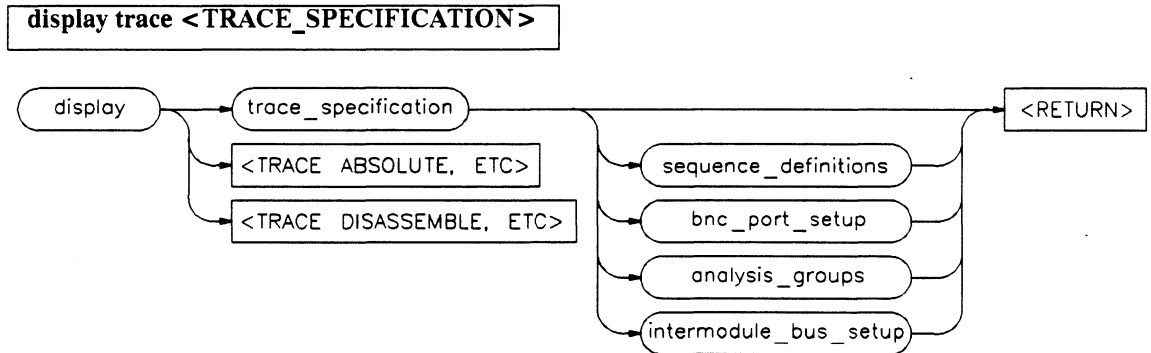 display trace <TRACE_SPECIFICATION>
display
trace_specification
<RETURN>
<TRACE ABSOLUTE, ETC>
sequence_definitions
<TRACE DISASSEMBLE, ETC>
bnc_port_setup
analysis_groups
intermodule_bus_setup